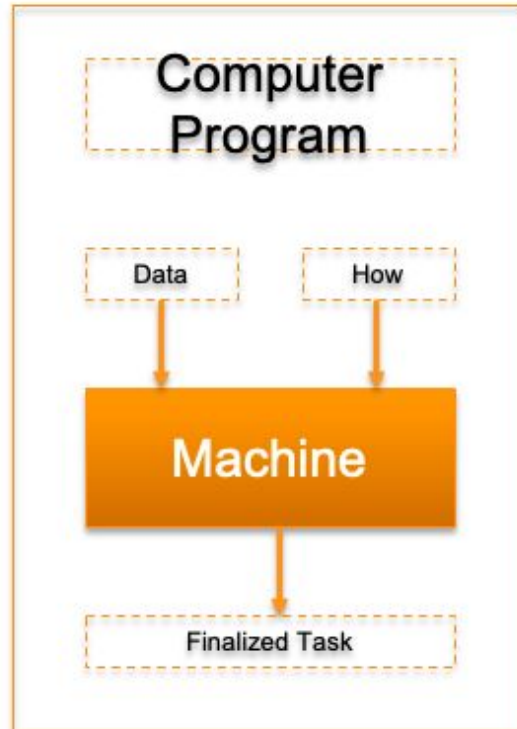 Computer
Program
Data
How
Machine
Finalized Task